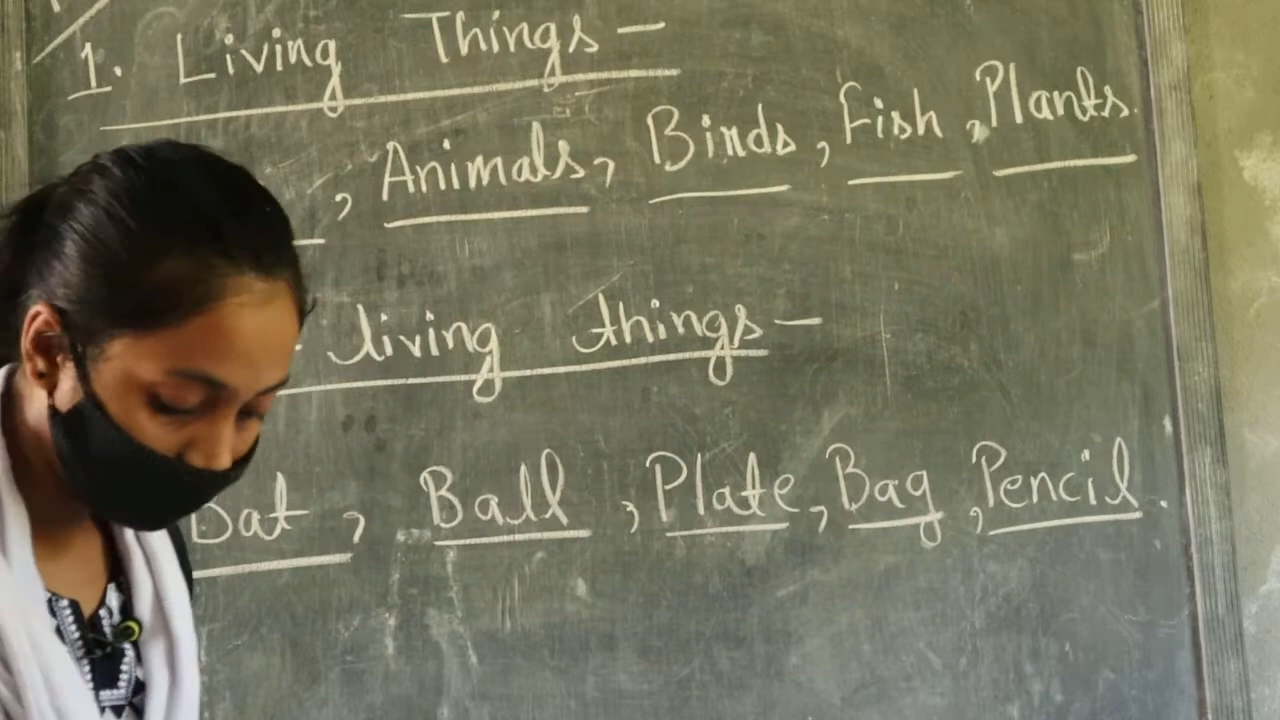 1. Living Things -
, Animals, Birds, Fish, Plants.
living things -
Bat, Ball, Plate, Bag, Pencil.